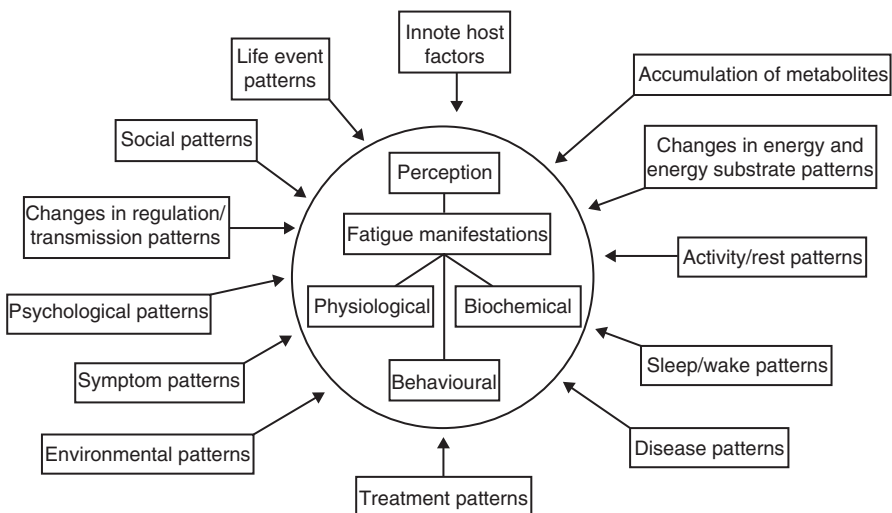 Innote host
factors
Life event
patterns
Accumulation of metabolites
Social patterns
Changes in energy and
energy substrate patterns
Perception
Changes in regulation/
transmission patterns
Fatigue manifestations
Activity/rest patterns
Psychological patterns
Physiological
Biochemical
Symptom patterns
Behavioural
Sleep/wake patterns
Environmental patterns
Disease patterns
Treatment patterns